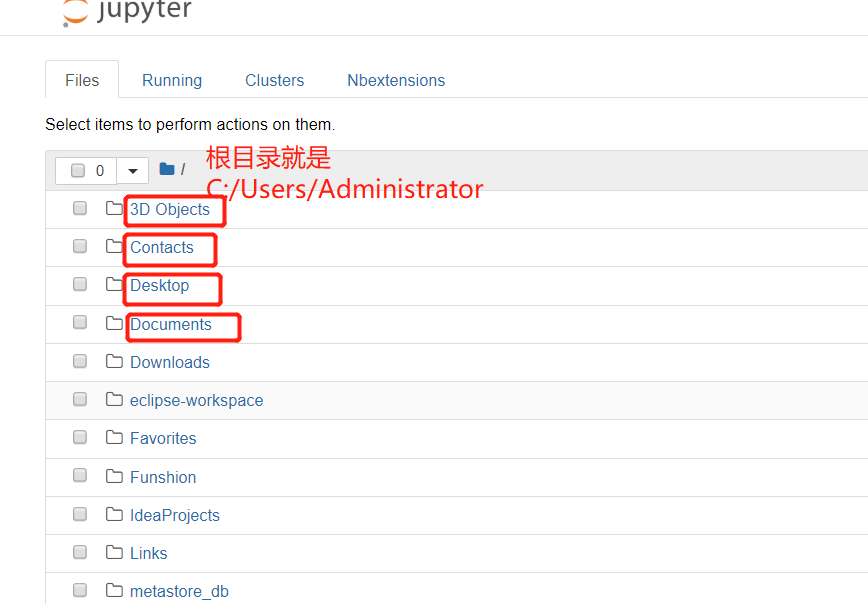 jupyter
Files Running Clusters Nbextensions
Select items to perform actions on them.
0 /
根目录就是
C:/Users/Administrator
3D Objects
Contacts
Desktop
Documents
Downloads
eclipse-workspace
Favorites
Funshion
IdeaProjects
Links
metastore_db